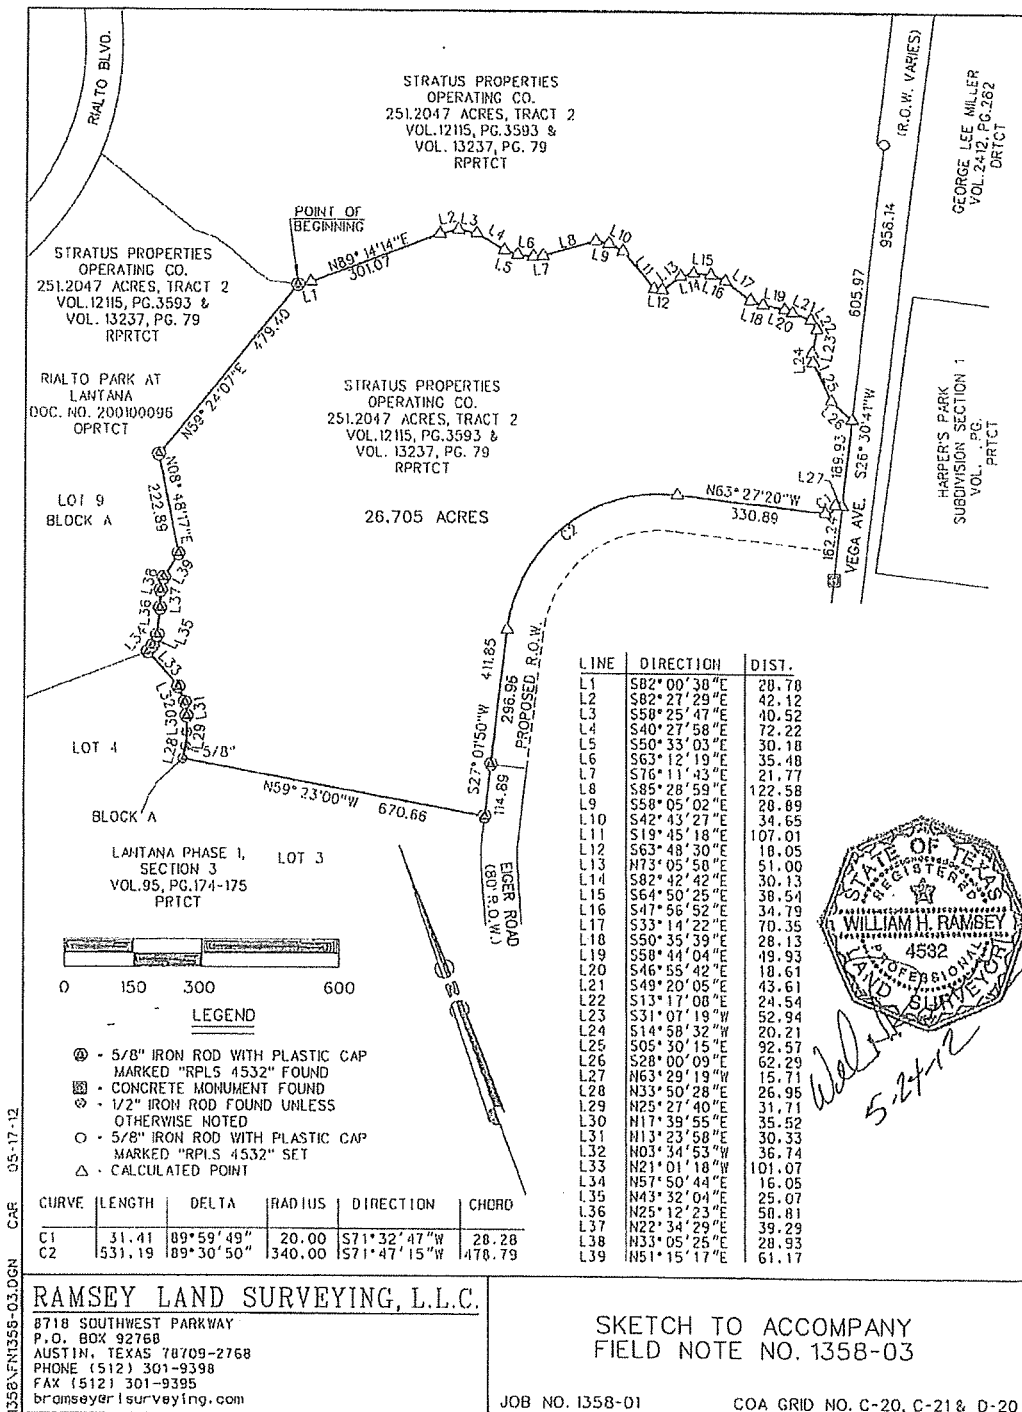 RIALTO BLVD.
STRATUS PROPERTIES
OPERATING CO.
251.2047 ACRES, TRACT 2
VOL.12115, PG.3593 &
VOL. 13237, PG. 79
RPRTCT
(R.O.W. VARIES)
GEORGE LEE MILLER
VOL.2412, PG.262
DRTCT
958.14
POINT OF
BEGINNING
N89°14'14"E
301.07
L1
L2
L3
L4
L5
L6
L7
L8
L9
L10
L11
L12
L13
L14
L15
L16
L17
L18
L19
L20
L21
L22
L23
L24
L25
L26
605.97
STRATUS PROPERTIES
OPERATING CO.
251.2047 ACRES, TRACT 2
VOL.12115, PG.3593 &
VOL. 13237, PG. 79
RPRTCT
N59°24'07"E
479.40
RIALTO PARK AT
LANTANA
DOC. NO. 200100096
OPRTCT
STRATUS PROPERTIES
OPERATING CO.
251.2047 ACRES, TRACT 2
VOL.12115, PG.3593 &
VOL. 13237, PG. 79
RPRTCT
26.705 ACRES
HARPER'S PARK
SUBDIVISION SECTION 1
VOL. , PG.
PRTCT
S26°30'41"W
189.93
L27
C1
162.24
VEGA AVE.
N63°27'20"W
330.89
C2
LOT 9
BLOCK A
N08°48'17"E
222.89
L39
L38
L37
L36
L35
L34
L33
L32
L31
L30
L29
L28
5/8"
LOT 4
BLOCK A
N59°23'00"W
670.66
411.85
296.96
S27°01'50"W
114.89
PROPOSED R.O.W.
EIGER ROAD
(80' R.O.W.)
LANTANA PHASE 1,
SECTION 3
VOL.95, PG.174-175
PRTCT
LOT 3
0 150 300 600
LEGEND
- 5/8" IRON ROD WITH PLASTIC CAP
MARKED "RPLS 4532" FOUND
- CONCRETE MONUMENT FOUND
- 1/2" IRON ROD FOUND UNLESS
OTHERWISE NOTED
- 5/8" IRON ROD WITH PLASTIC CAP
MARKED "RPLS 4532" SET
- CALCULATED POINT
LINE DIRECTION DIST.
L1 S82°00'38"E 28.78
L2 S82°27'29"E 42.12
L3 S58°25'47"E 40.52
L4 S40°27'58"E 72.22
L5 S50°33'03"E 30.18
L6 S63°12'19"E 35.48
L7 S76°11'43"E 21.77
L8 S85°28'59"E 122.58
L9 S58°05'02"E 28.89
L10 S42°43'27"E 34.65
L11 S19°45'18"E 107.01
L12 S63°48'30"E 18.05
L13 N73°05'58"E 51.00
L14 S82°42'42"E 30.13
L15 S64°50'25"E 38.54
L16 S47°56'52"E 34.79
L17 S33°14'22"E 70.35
L18 S50°35'39"E 28.13
L19 S58°44'04"E 49.93
L20 S46°55'42"E 18.61
L21 S49°20'05"E 43.61
L22 S13°17'08"E 24.54
L23 S31°07'19"W 52.94
L24 S14°58'32"W 20.21
L25 S05°30'15"E 92.57
L26 S28°00'09"E 62.29
L27 N63°29'19"W 15.71
L28 N33°50'28"E 26.95
L29 N25°27'40"E 31.71
L30 N17°39'55"E 35.52
L31 N13°23'58"E 30.33
L32 N03°34'53"W 36.74
L33 N21°01'18"W 101.07
L34 N57°50'44"E 16.05
L35 N43°32'04"E 25.07
L36 N25°12'23"E 58.81
L37 N22°34'29"E 39.29
L38 N33°05'25"E 28.93
L39 N51°15'17"E 61.17
STATE OF TEXAS
REGISTERED
WILLIAM H. RAMSEY
4532
PROFESSIONAL
LAND SURVEYOR
5-24-12
CURVE LENGTH DELTA RADIUS DIRECTION CHORD
C1 31.41 89°59'49" 20.00 S71°32'47"W 28.28
C2 531.19 89°30'50" 340.00 S71°47'15"W 478.79
1358\FN1358-03.DGN CAR 05-17-12
RAMSEY LAND SURVEYING, L.L.C.
8718 SOUTHWEST PARKWAY
P.O. BOX 92768
AUSTIN, TEXAS 78709-2768
PHONE (512) 301-9398
FAX (512) 301-9395
bramsey@rlsurveying.com
SKETCH TO ACCOMPANY
FIELD NOTE NO. 1358-03
JOB NO. 1358-01 COA GRID NO. C-20, C-21 & D-20